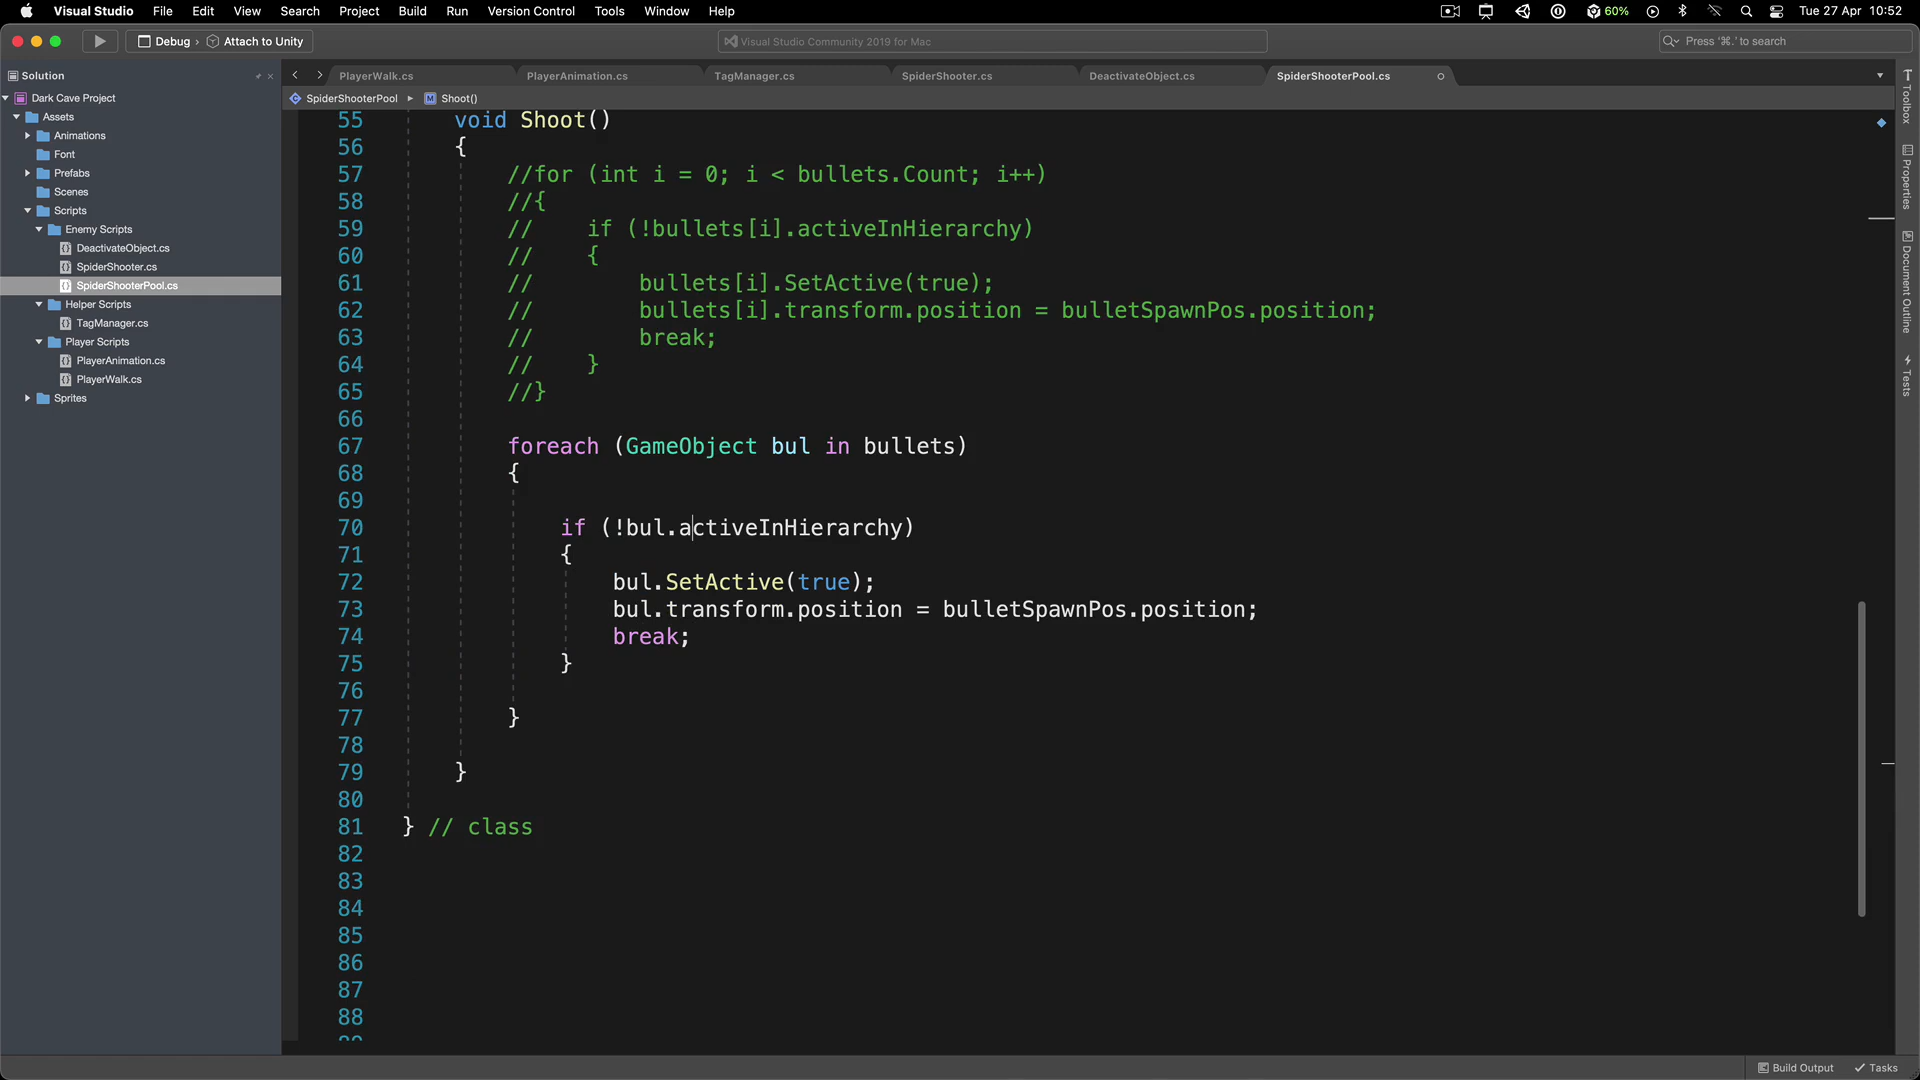 Visual Studio File Edit View Search Project Build Run Version Control Tools Window Help 60% Tue 27 Apr 10:52
Debug › Attach to Unity
Visual Studio Community 2019 for Mac
Press '⌘.' to search
Solution
Dark Cave Project
Assets
Animations
Font
Prefabs
Scenes
Scripts
Enemy Scripts
DeactivateObject.cs
SpiderShooter.cs
SpiderShooterPool.cs
Helper Scripts
TagManager.cs
Player Scripts
PlayerAnimation.cs
PlayerWalk.cs
Sprites
PlayerWalk.cs PlayerAnimation.cs TagManager.cs SpiderShooter.cs DeactivateObject.cs SpiderShooterPool.cs
SpiderShooterPool Shoot()
55 void Shoot()
56 {
57 //for (int i = 0; i < bullets.Count; i++)
58 //{
59 // if (!bullets[i].activeInHierarchy)
60 // {
61 // bullets[i].SetActive(true);
62 // bullets[i].transform.position = bulletSpawnPos.position;
63 // break;
64 // }
65 //}
66
67 foreach (GameObject bul in bullets)
68 {
69
70 if (!bul.activeInHierarchy)
71 {
72 bul.SetActive(true);
73 bul.transform.position = bulletSpawnPos.position;
74 break;
75 }
76
77 }
78
79 }
80
81 } // class
82
83
84
85
86
87
88
Toolbox
Properties
Document Outline
Tests
Build Output Tasks